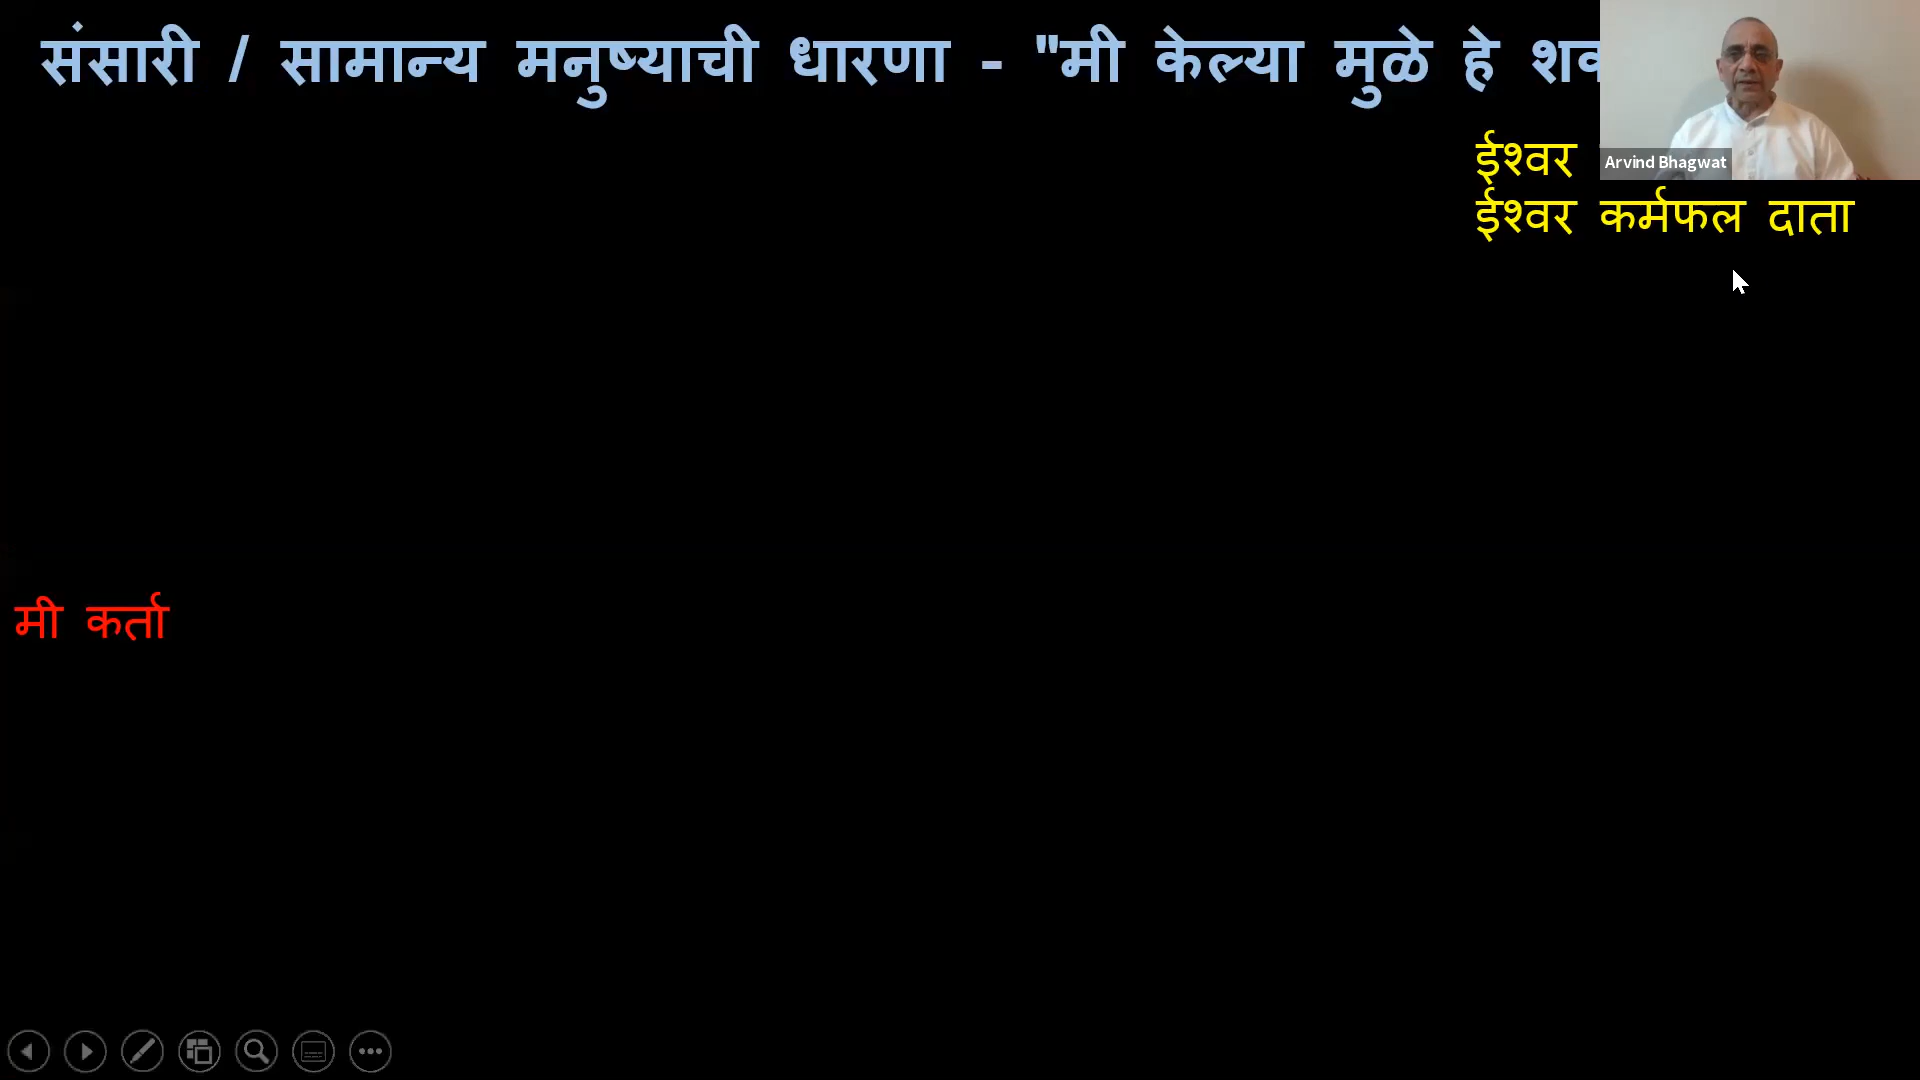 संसारी / सामान्य मनुष्याची धारणा - "मी केल्या मुळे हे
ईश्वर
Arvind Bhagwat
ईश्वर कर्मफल दाता
मी कर्ता